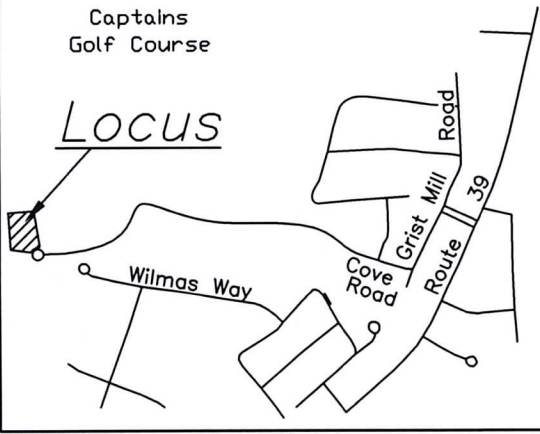 Captains
Golf Course
LOCUS
Road
Grist Mill
39
Route
Cove
Road
Wilmas Way